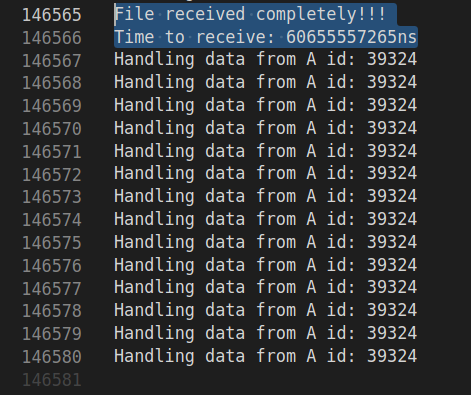 146565 File received completely!!!
146566 Time to receive: 60655557265ns
146567 Handling data from A id: 39324
146568 Handling data from A id: 39324
146569 Handling data from A id: 39324
146570 Handling data from A id: 39324
146571 Handling data from A id: 39324
146572 Handling data from A id: 39324
146573 Handling data from A id: 39324
146574 Handling data from A id: 39324
146575 Handling data from A id: 39324
146576 Handling data from A id: 39324
146577 Handling data from A id: 39324
146578 Handling data from A id: 39324
146579 Handling data from A id: 39324
146580 Handling data from A id: 39324
146581